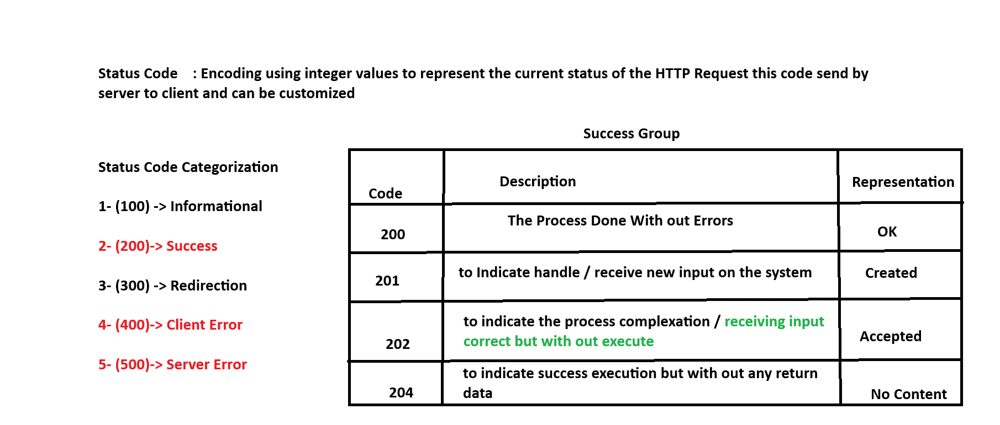 Status Code    : Encoding using integer values to represent the current status of the HTTP Request this code send by
server to client and can be customized
Success Group
Status Code Categorization
1- (100) -> Informational
2- (200)-> Success
3- (300) -> Redirection
4- (400)-> Client Error
5- (500)-> Server Error
Code Description Representation
200 The Process Done With out Errors OK
201 to Indicate handle / receive new input on the system Created
to indicate the process complexation / receiving input
correct but with out execute
202 Accepted
to indicate success execution but with out any return
data
204 No Content